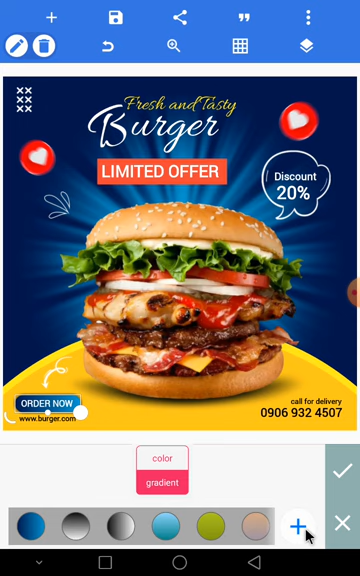 Fresh and Tasty
Burger
LIMITED OFFER
Discount
20%
ORDER NOW
www.burger.com
call for delivery
0906 932 4507
color
gradient